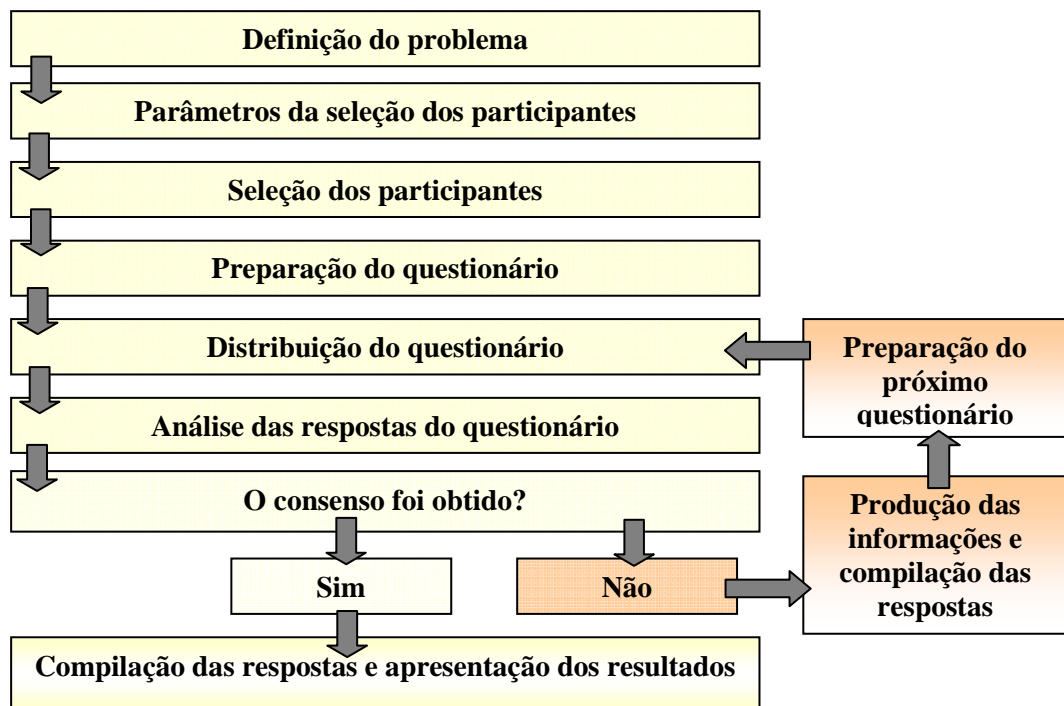 Definição do problema
Parâmetros da seleção dos participantes
Seleção dos participantes
Preparação do questionário
Distribuição do questionário
Preparação do
próximo
questionário
Análise das respostas do questionário
O consenso foi obtido?
Produção das
informações e
compilação das
respostas
Sim
Não
Compilação das respostas e apresentação dos resultados